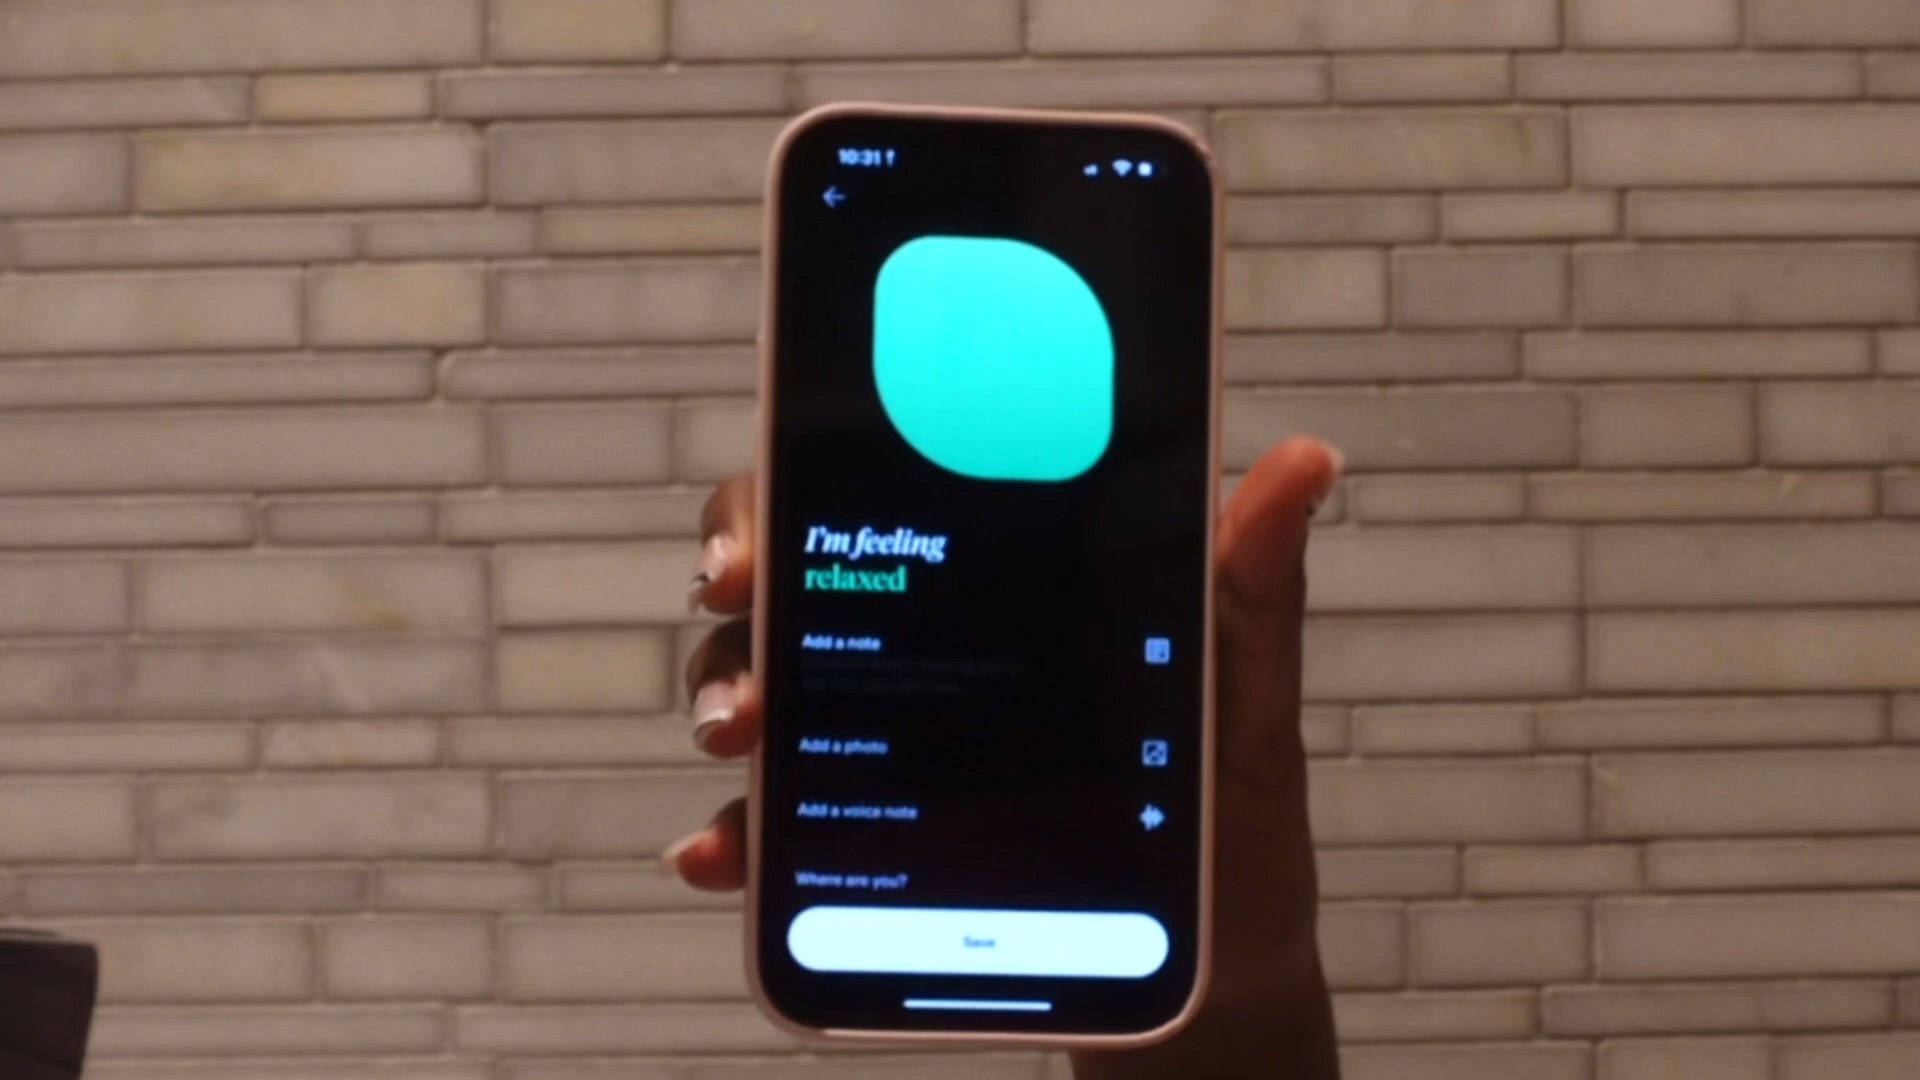 10:31
I'm feeling
relaxed
Add a note
Add a photo
Add a voice note
Where are you?
Save